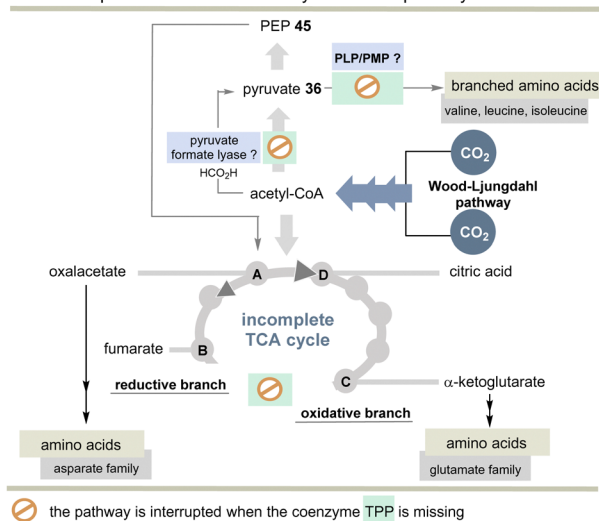 PEP 45
PLP/PMP ?
pyruvate 36
branched amino acids
valine, leucine, isoleucine
pyruvate
formate lyase ?
HCO2H
acetyl-CoA
CO2
Wood-Ljungdahl
pathway
CO2
oxalacetate
A
D
citric acid
incomplete
TCA cycle
fumarate
B
reductive branch
C
α-ketoglutarate
oxidative branch
amino acids
asparate family
amino acids
glutamate family
the pathway is interrupted when the coenzyme TPP is missing